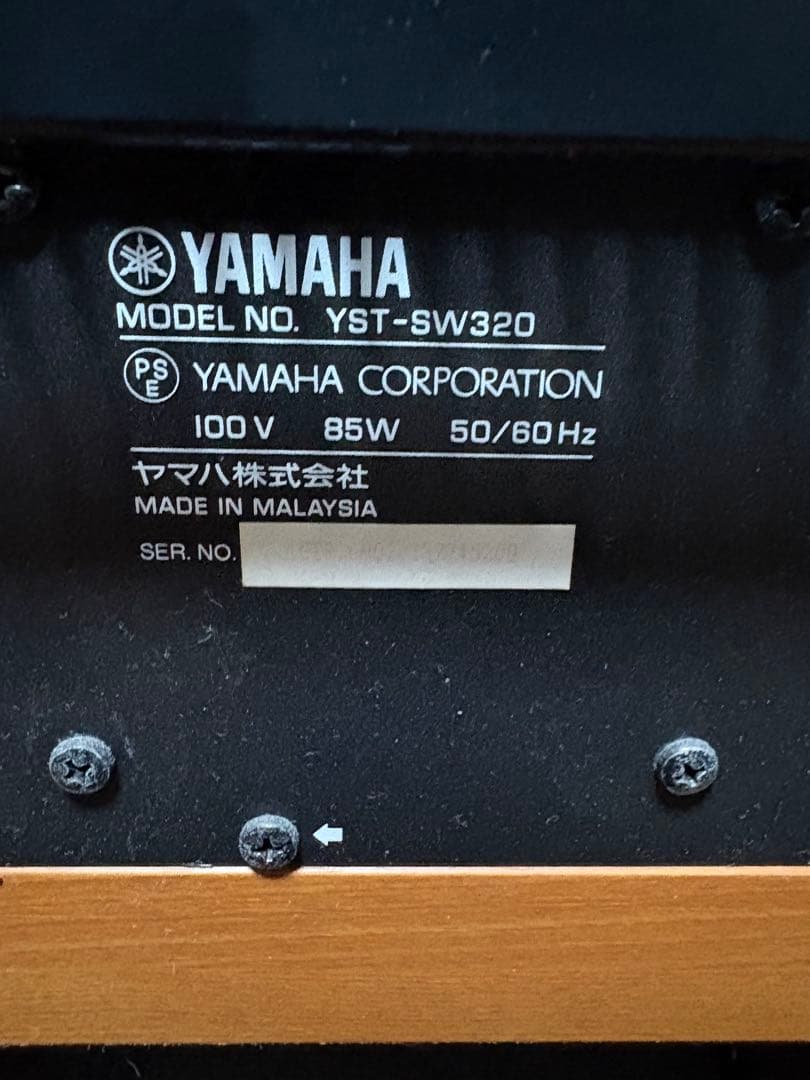 YAMAHA
MODEL NO. YST-SW320
PS
E
YAMAHA CORPORATION
100V 85W 50/60Hz
ヤマハ株式会社
MADE IN MALAYSIA
SER. NO.